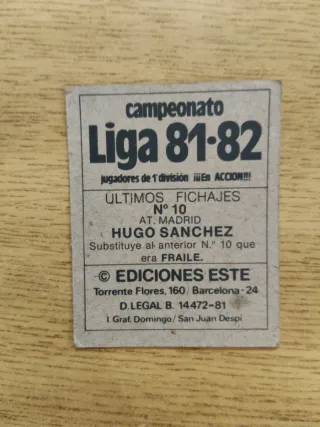 campeonato
Liga 81-82
jugadores de 1ª división ¡¡¡En ACCION!!!
ULTIMOS FICHAJES
Nº 10
AT. MADRID
HUGO SANCHEZ
Substituye al anterior N.º 10 que
era FRAILE.
© EDICIONES ESTE
Torrente Flores, 160/Barcelona-24
D. LEGAL B. 14472-81
I. Graf. Domingo/San Juan Despi